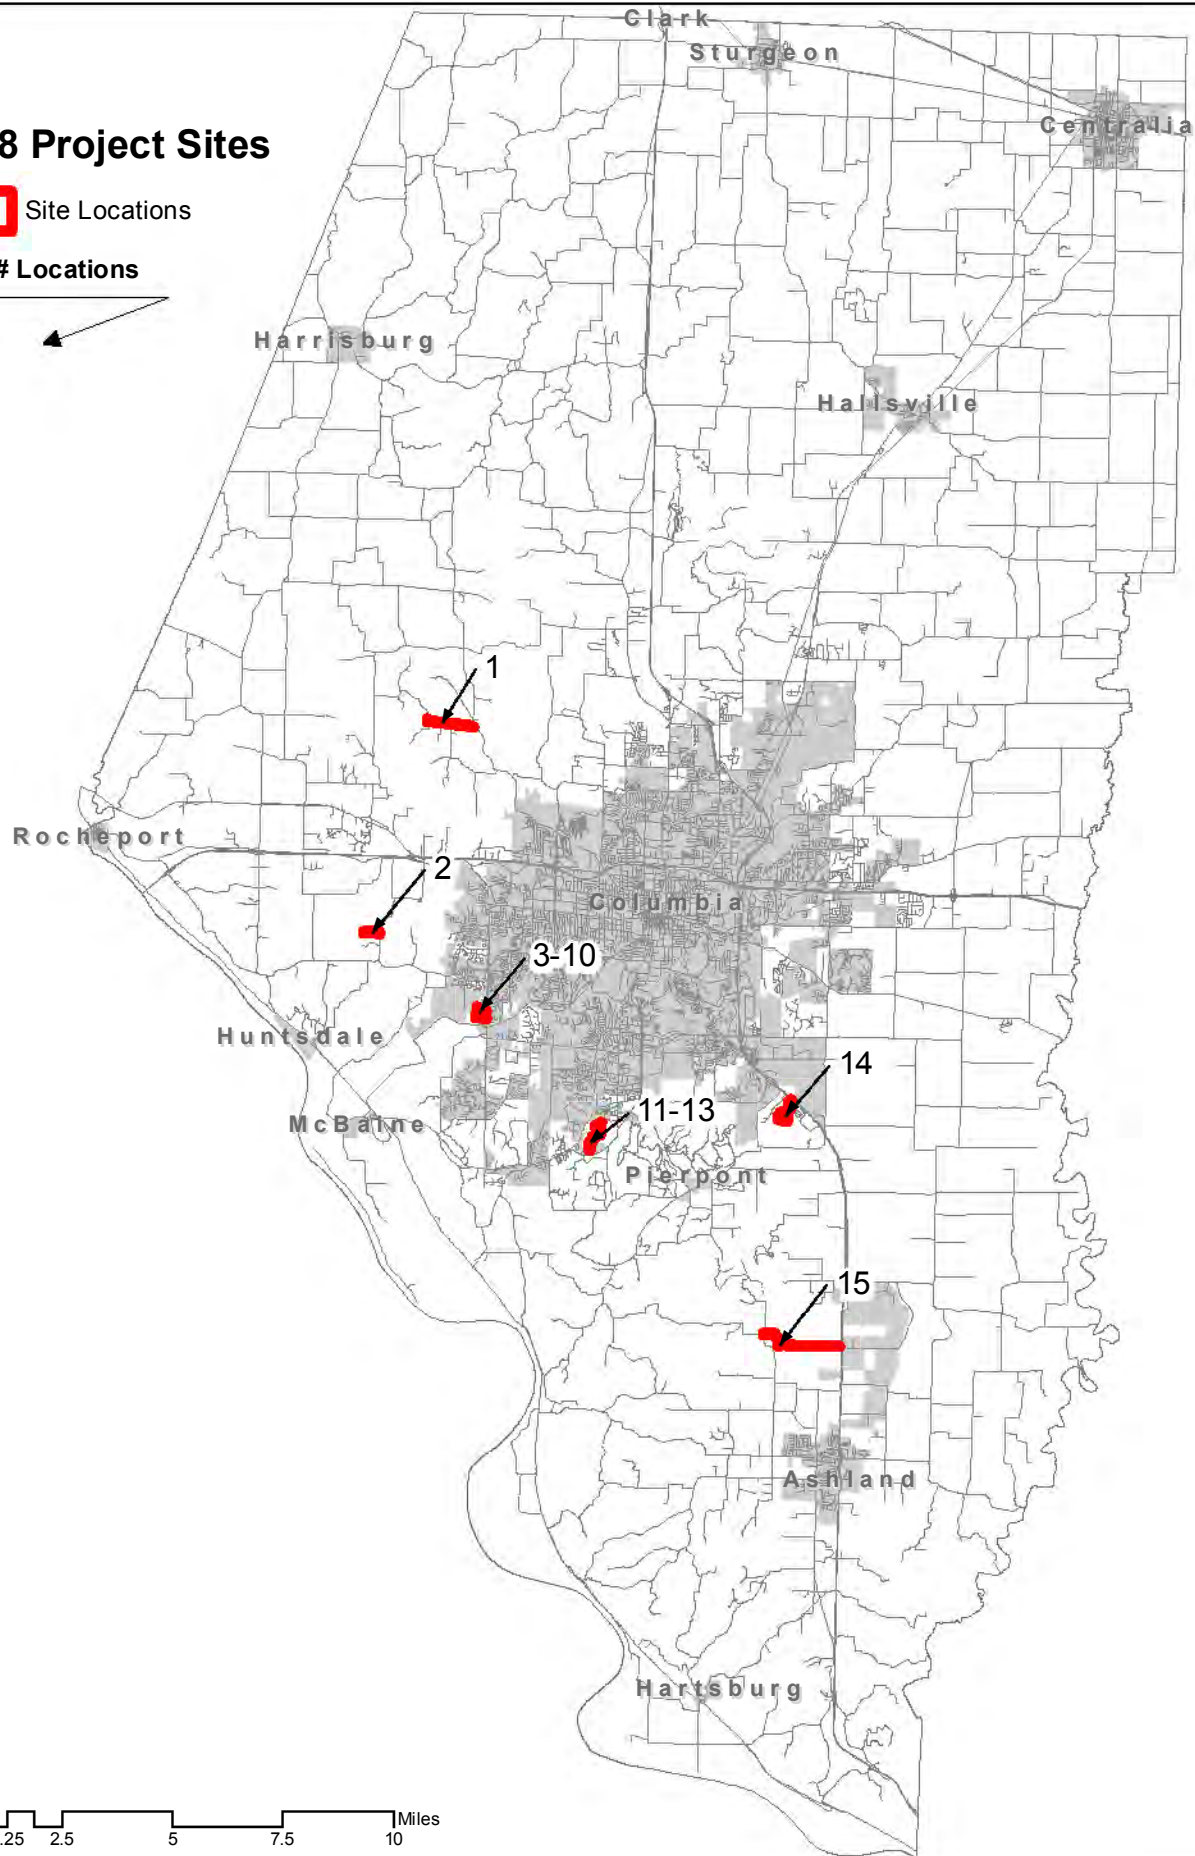 Clark
Sturgeon
Centralia
8 Project Sites
Site Locations
# Locations
Harrisburg
Hallsville
1
Rocheport
2
Columbia
3-10
Huntsdale
14
11-13
McBaine
Pierpont
15
Ashland
Hartsburg
Miles
.25 2.5 5 7.5 10